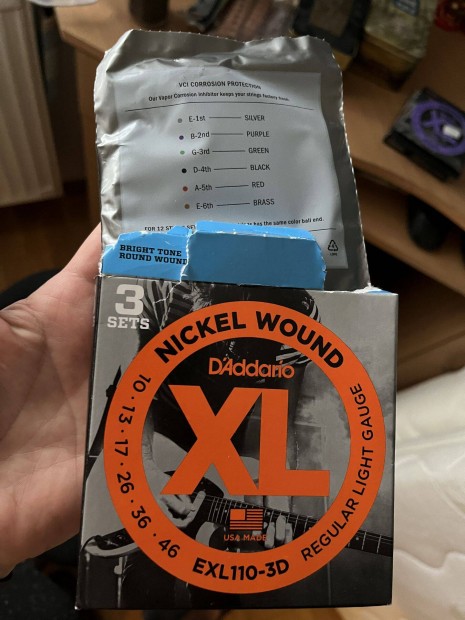 VCI CORROSION PROTECTION
Our Vapor Corrosion Inhibitor keeps your strings factory fresh.
E-1st SILVER
B-2nd PURPLE
G-3rd GREEN
D-4th BLACK
A-5th RED
E-6th BRASS
FOR 12 ST has the same color ball end.
BRIGHT TONE
ROUND WOUND
3
SETS
NICKEL WOUND
D'Addario
XL
10 · 13 · 17 · 26 · 36 · 46
REGULAR LIGHT GAUGE
USA MADE
EXL110-3D